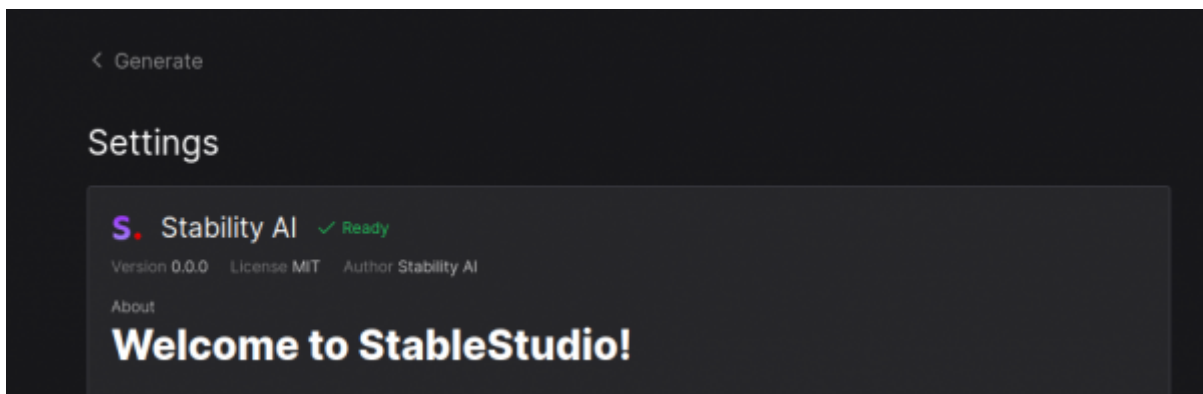 Generate
Settings
S. Stability AI Ready
Version 0.0.0 License MIT Author Stability AI
About
Welcome to StableStudio!